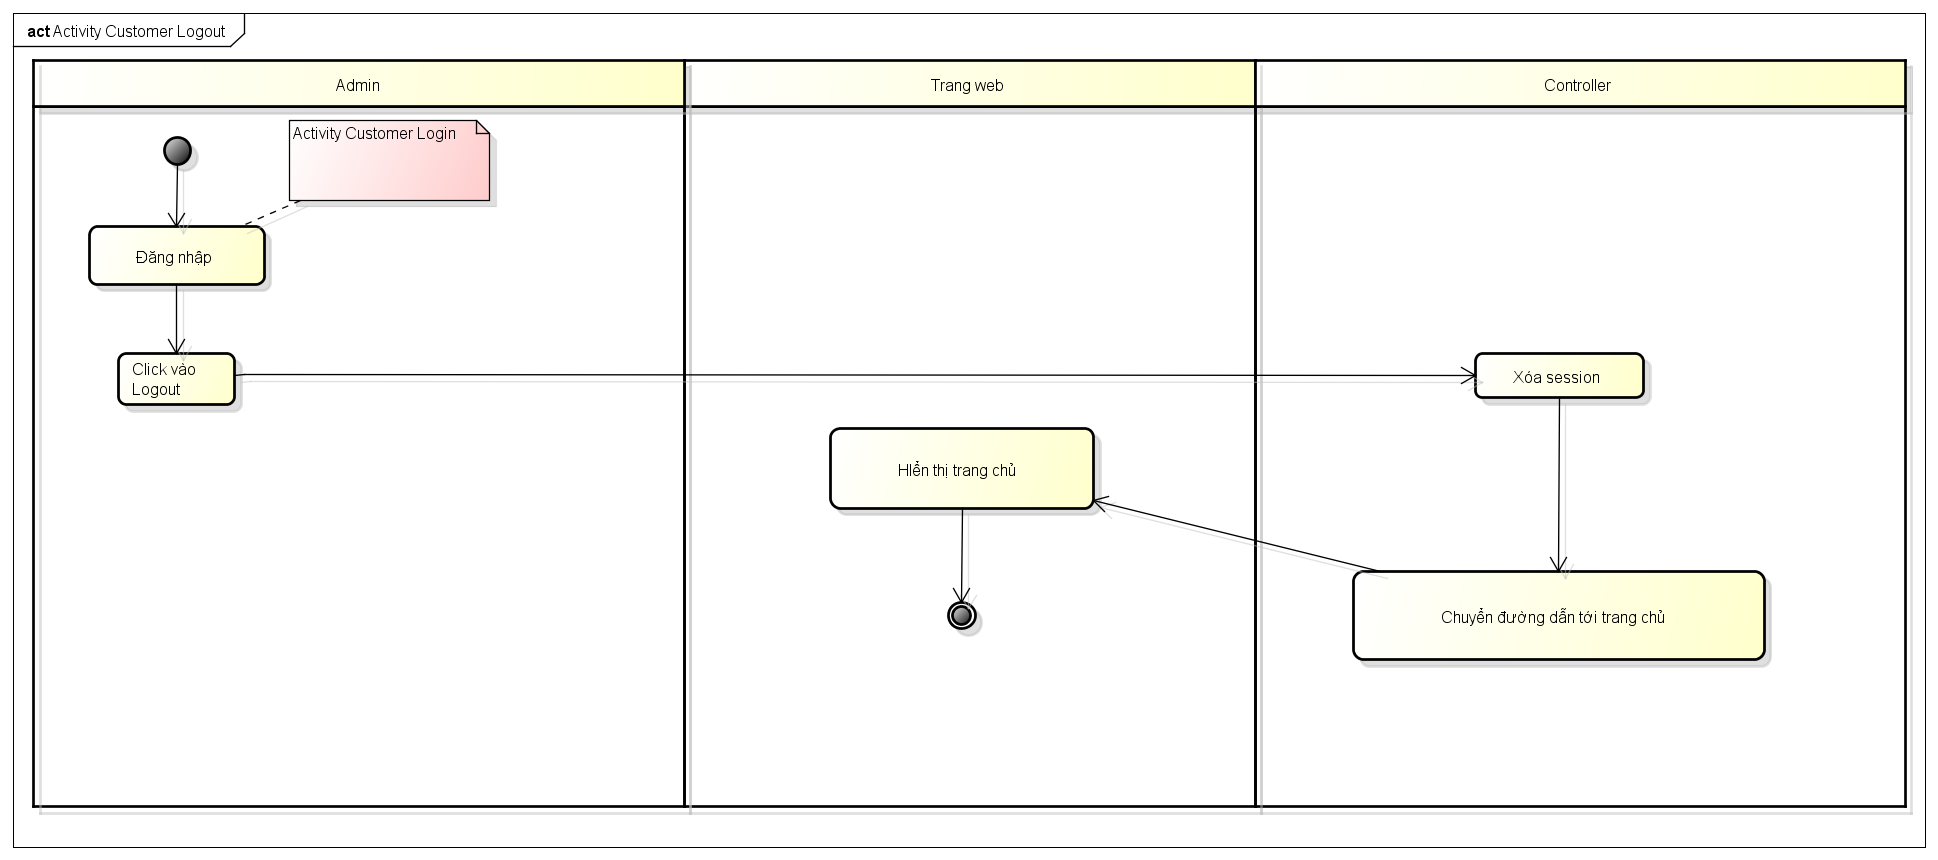 act Activity Customer Logout
Admin
Trang web
Controller
Activity Customer Login
Đăng nhập
Click vào
Logout
Xóa session
HIển thị trang chủ
Chuyển đường dẫn tới trang chủ